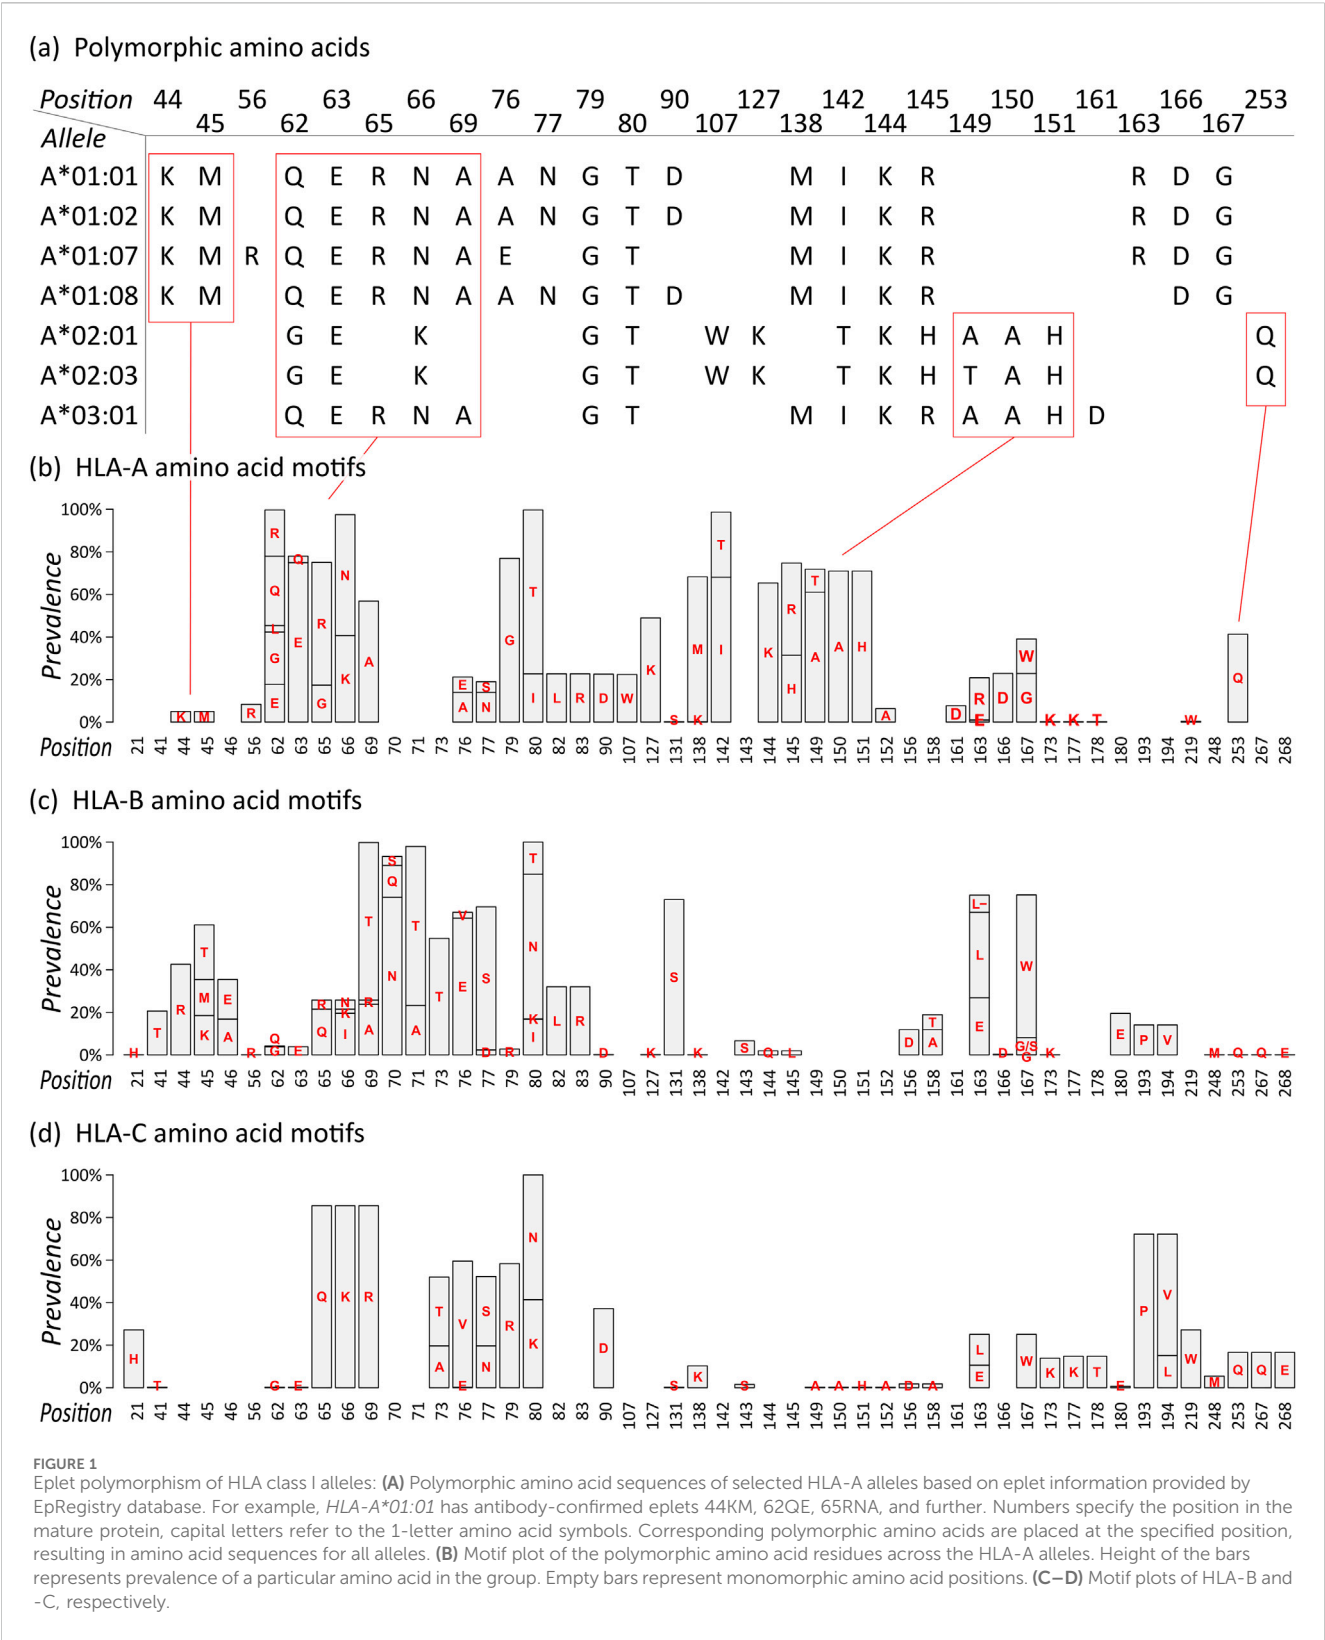 (a) Polymorphic amino acids
Position 44 56 63 66 76 79 90 127 142 145 150 161 166 253
45 62 65 69 77 80 107 138 144 149 151 163 167
Allele
A*01:01 K M Q E R N A A N G T D M I K R R D G
A*01:02 K M Q E R N A A N G T D M I K R R D G
A*01:07 K M R Q E R N A E G T M I K R R D G
A*01:08 K M Q E R N A A N G T D M I K R D G
A*02:01 G E K G T W K T K H A A H Q
A*02:03 G E K G T W K T K H T A H Q
A*03:01 Q E R N A G T M I K R A A H D
(b) HLA-A amino acid motifs
Prevalence
100%
80%
60%
40%
20%
0%
R Q L G E Q E R G N K A
K M R E A S N G T I L R D W K S M K T I K R H T A A H A D R E D W G K K T W Q
Position 21 41 44 45 46 56 62 63 65 66 69 70 71 73 76 77 79 80 82 83 90 107 127 131 138 142 143 144 145 149 150 151 152 156 158 161 163 166 167 173 177 178 180 193 194 219 248 253 267 268
(c) HLA-B amino acid motifs
Prevalence
100%
80%
60%
40%
20%
0%
H T R T M K E A R Q G E R Q N K I T R A S Q N T A T V E S D R T N K I L R D K S K S Q L D T A L– L E D W G/S G K E P V M Q Q E
Position 21 41 44 45 46 56 62 63 65 66 69 70 71 73 76 77 79 80 82 83 90 107 127 131 138 142 143 144 145 149 150 151 152 156 158 161 163 166 167 173 177 178 180 193 194 219 248 253 267 268
(d) HLA-C amino acid motifs
Prevalence
100%
80%
60%
40%
20%
0%
H T G E Q K R T A V E S N R N K D S K S A A H A D A L E W K K T E P V L W M Q Q E
Position 21 41 44 45 46 56 62 63 65 66 69 70 71 73 76 77 79 80 82 83 90 107 127 131 138 142 143 144 145 149 150 151 152 156 158 161 163 166 167 173 177 178 180 193 194 219 248 253 267 268
FIGURE 1
Eplet polymorphism of HLA class I alleles: (A) Polymorphic amino acid sequences of selected HLA-A alleles based on eplet information provided by
EpRegistry database. For example, HLA-A*01:01 has antibody-confirmed eplets 44KM, 62QE, 65RNA, and further. Numbers specify the position in the
mature protein, capital letters refer to the 1-letter amino acid symbols. Corresponding polymorphic amino acids are placed at the specified position,
resulting in amino acid sequences for all alleles. (B) Motif plot of the polymorphic amino acid residues across the HLA-A alleles. Height of the bars
represents prevalence of a particular amino acid in the group. Empty bars represent monomorphic amino acid positions. (C–D) Motif plots of HLA-B and
-C, respectively.